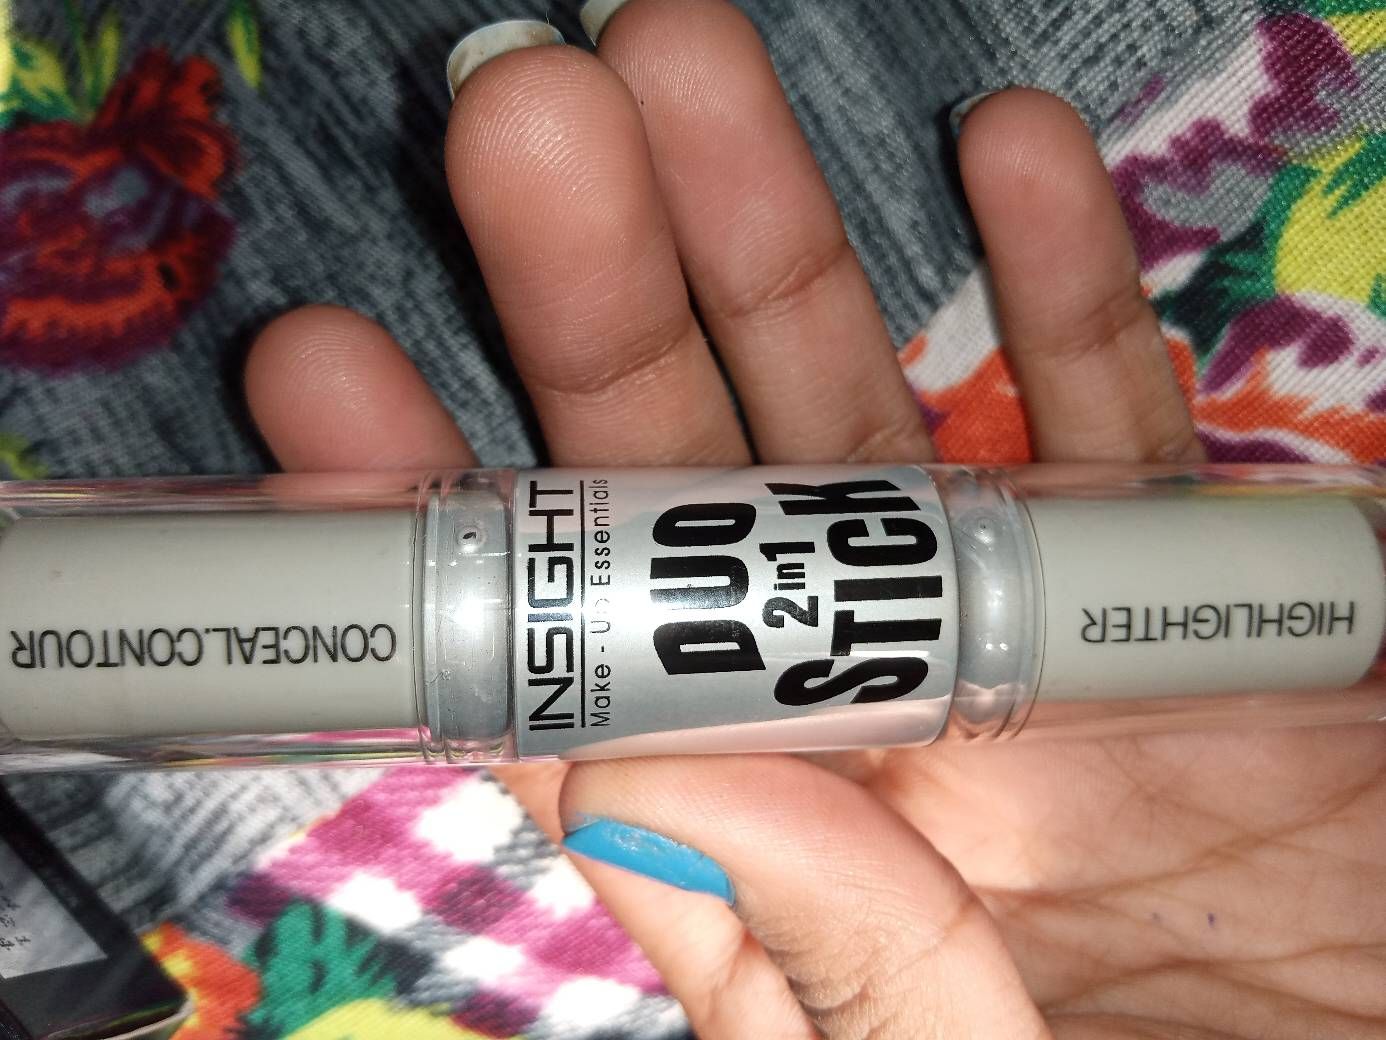 CONCEAL.CONTOUR
INSIGHT
Make - Up Essentials
DUO
2in1
STICK
HIGHLIGHTER